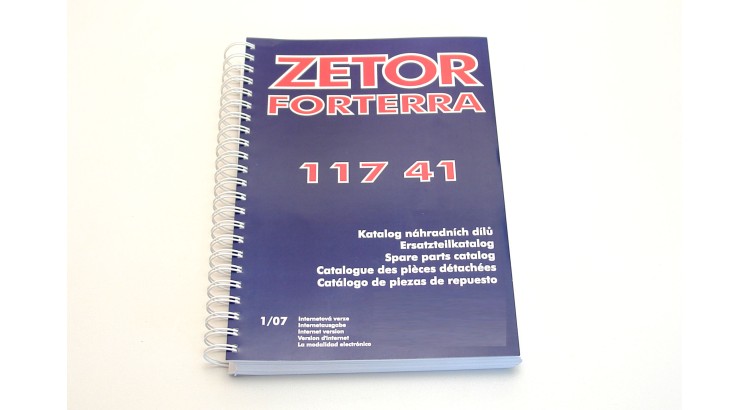 ZETOR
FORTERRA
117 41
Katalog náhradních dílů
Ersatzteilkatalog
Spare parts catalog
Catalogue des pièces détachées
Catálogo de piezas de repuesto
1/07
Internetová verse
Internetausgabe
Internet version
Version d'Internet
La modalidad electrónica